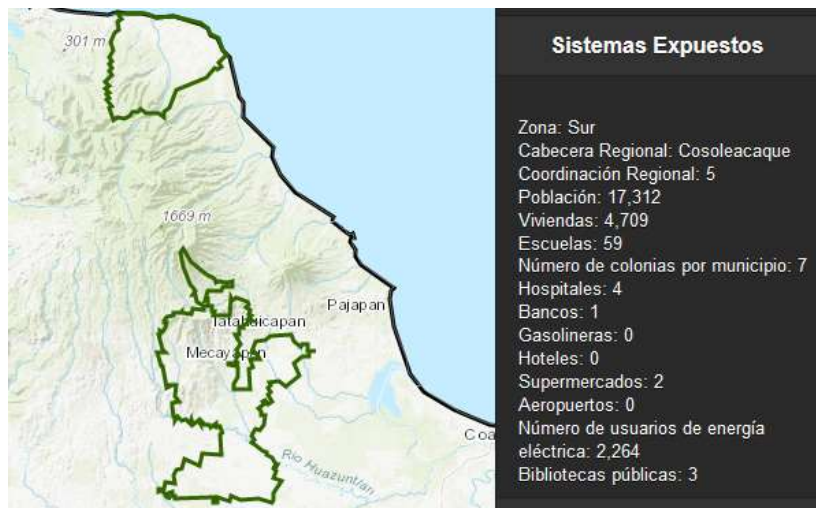 301 m
1669 m
Pajapan
Tatahuicapan
Mecayapan
Coa
Río Huazuntlan
Sistemas Expuestos
Zona: Sur
Cabecera Regional: Cosoleacaque
Coordinación Regional: 5
Población: 17,312
Viviendas: 4,709
Escuelas: 59
Número de colonias por municipio: 7
Hospitales: 4
Bancos: 1
Gasolineras: 0
Hoteles: 0
Supermercados: 2
Aeropuertos: 0
Número de usuarios de energía
eléctrica: 2,264
Bibliotecas públicas: 3